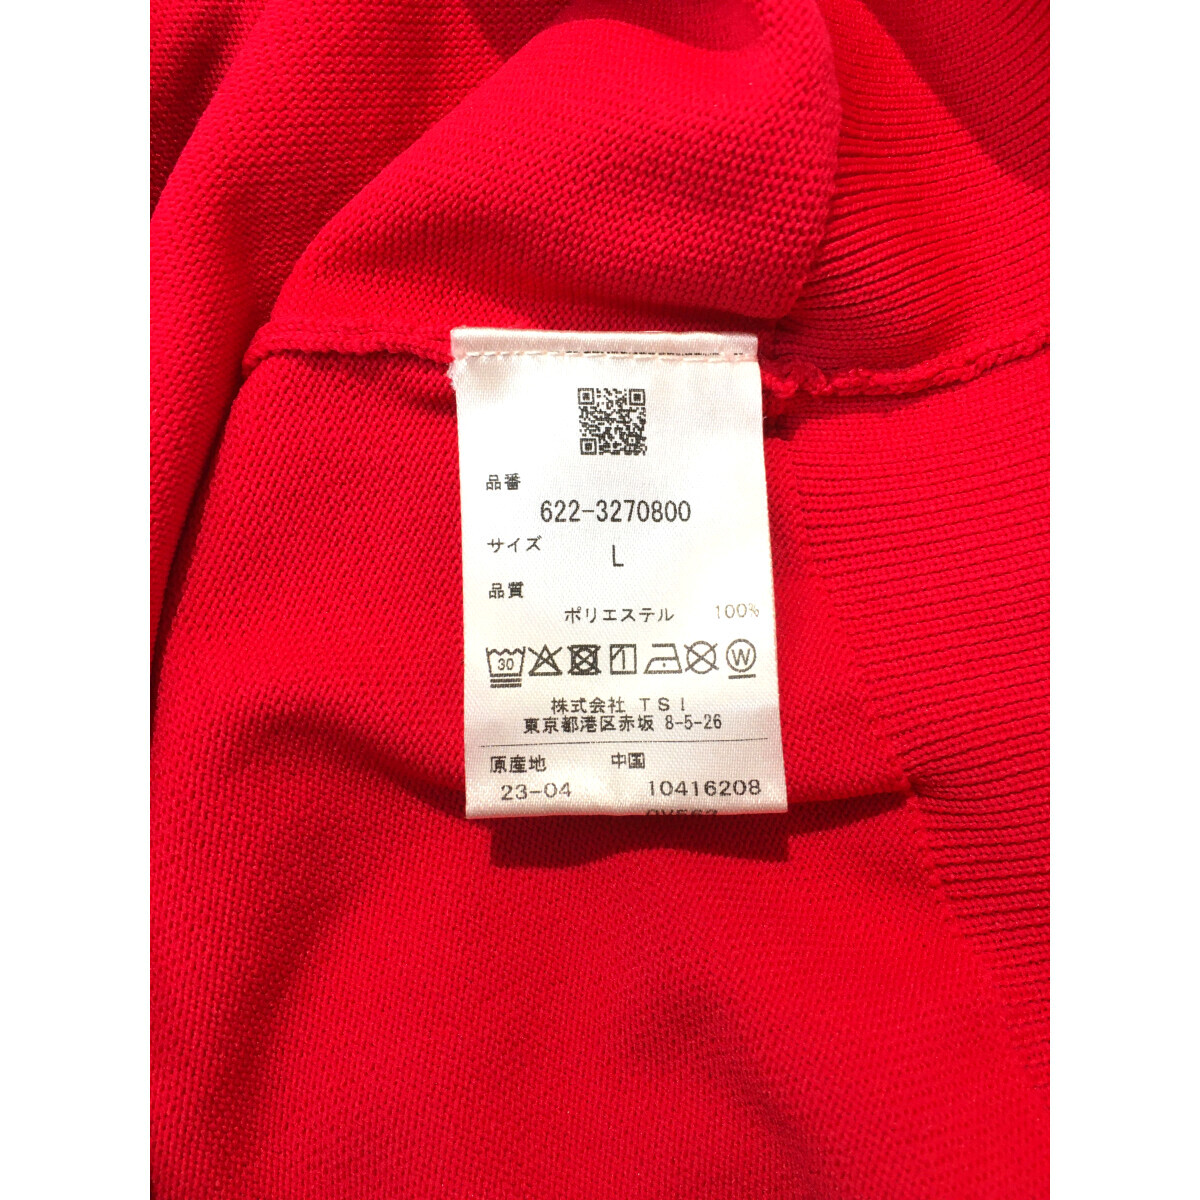 品番
622-3270800
サイズ
L
品質
ポリエステル 100%
30 W
株式会社 TSI
東京都港区赤坂 8-5-26
原産地 中国
23-04 10416208